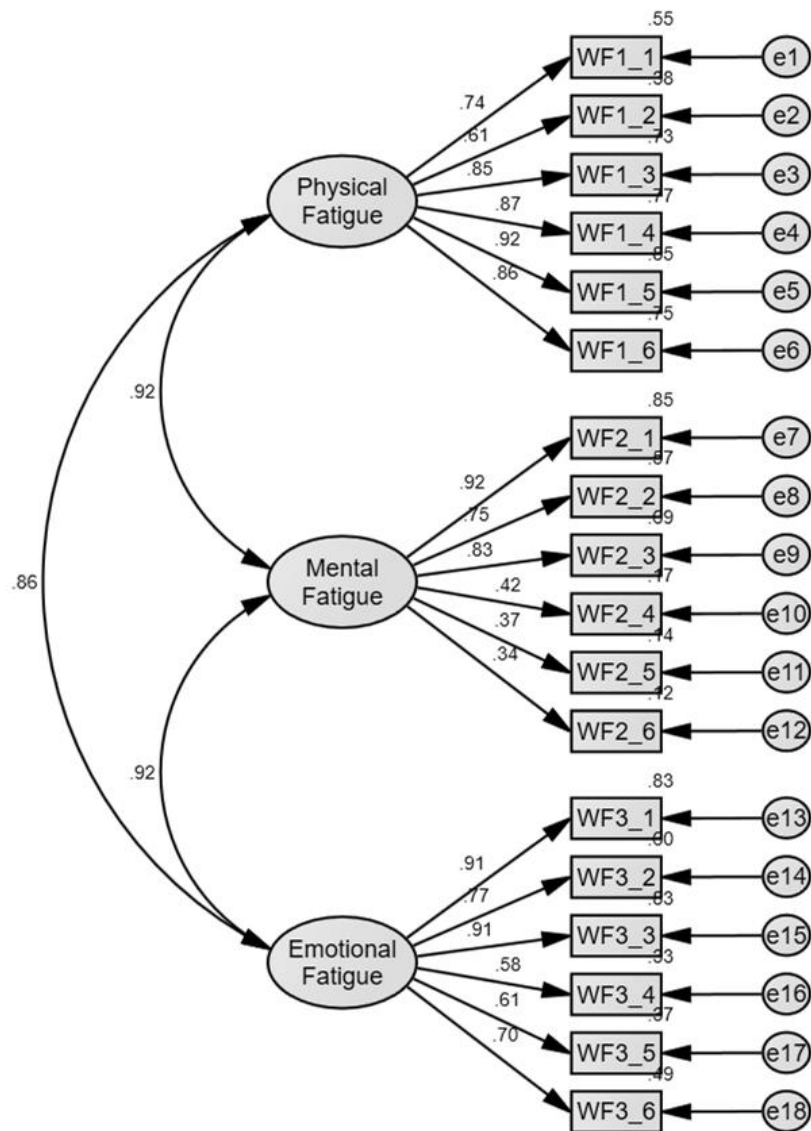 .55
WF1_1 e1
.74
.38
WF1_2 e2
.61
.73
WF1_3 e3
.85
.77
Physical
Fatigue
WF1_4 e4
.87
.85
WF1_5 e5
.92
.75
WF1_6 e6
.86
.92
.85
WF2_1 e7
.92
.57
WF2_2 e8
.75
.69
WF2_3 e9
.83
.17
Mental
Fatigue
WF2_4 e10
.42
.14
WF2_5 e11
.37
.12
WF2_6 e12
.34
.86
.92
.83
WF3_1 e13
.91
.60
WF3_2 e14
.77
.83
WF3_3 e15
.91
.33
Emotional
Fatigue
WF3_4 e16
.58
.37
WF3_5 e17
.61
.49
WF3_6 e18
.70